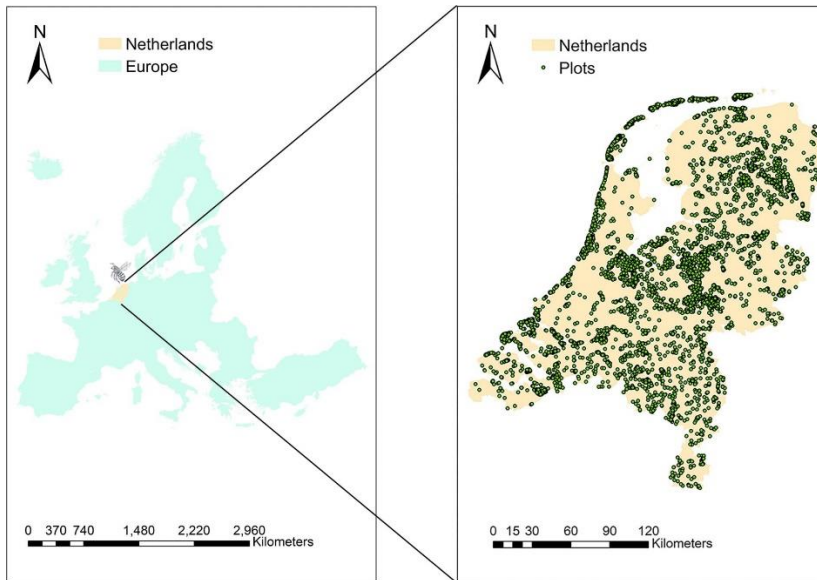 N
Netherlands
Europe
0 370 740 1,480 2,220 2,960
Kilometers
N
Netherlands
Plots
0 15 30 60 90 120
Kilometers